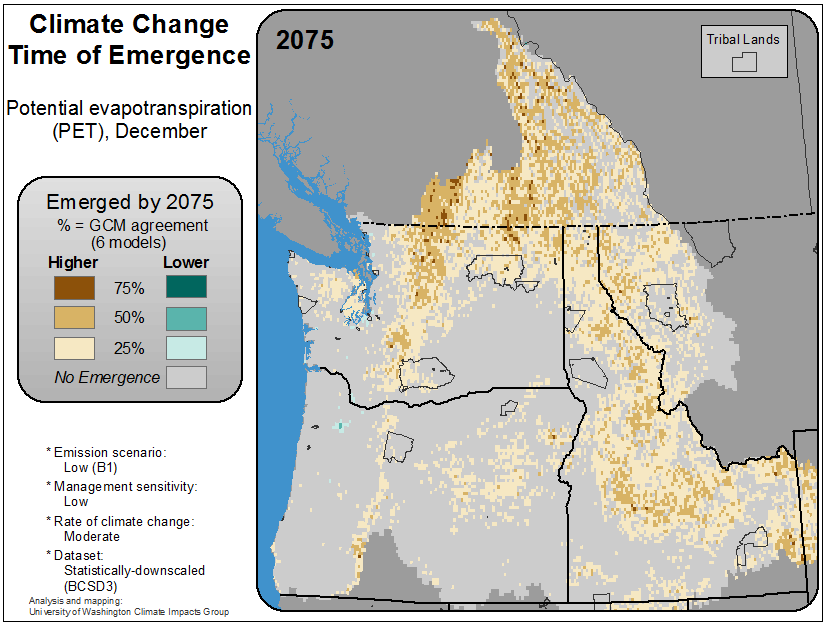 Climate Change
Time of Emergence
Potential evapotranspiration
(PET), December
Emerged by 2075
% = GCM agreement
(6 models)
Higher Lower
75%
50%
25%
No Emergence
* Emission scenario:
Low (B1)
* Management sensitivity:
Low
* Rate of climate change:
Moderate
* Dataset:
Statistically-downscaled
(BCSD3)
Analysis and mapping:
University of Washington Climate Impacts Group
2075
Tribal Lands